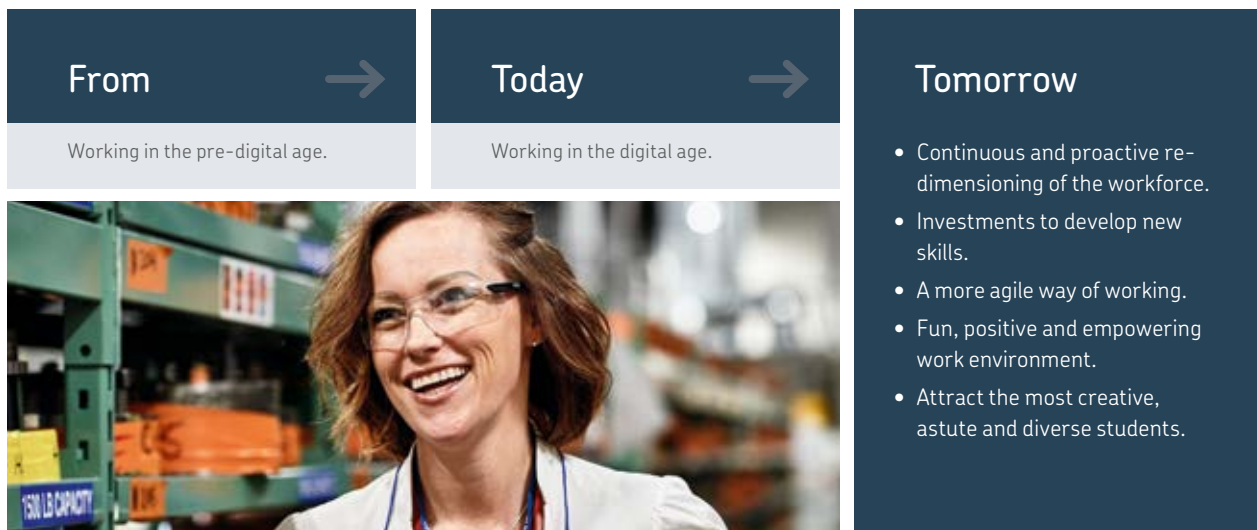 From
Working in the pre-digital age.
Today
Working in the digital age.
Tomorrow
• Continuous and proactive re-
dimensioning of the workforce.
• Investments to develop new
skills.
• A more agile way of working.
• Fun, positive and empowering
work environment.
• Attract the most creative,
astute and diverse students.
1500 LB CAPACITY